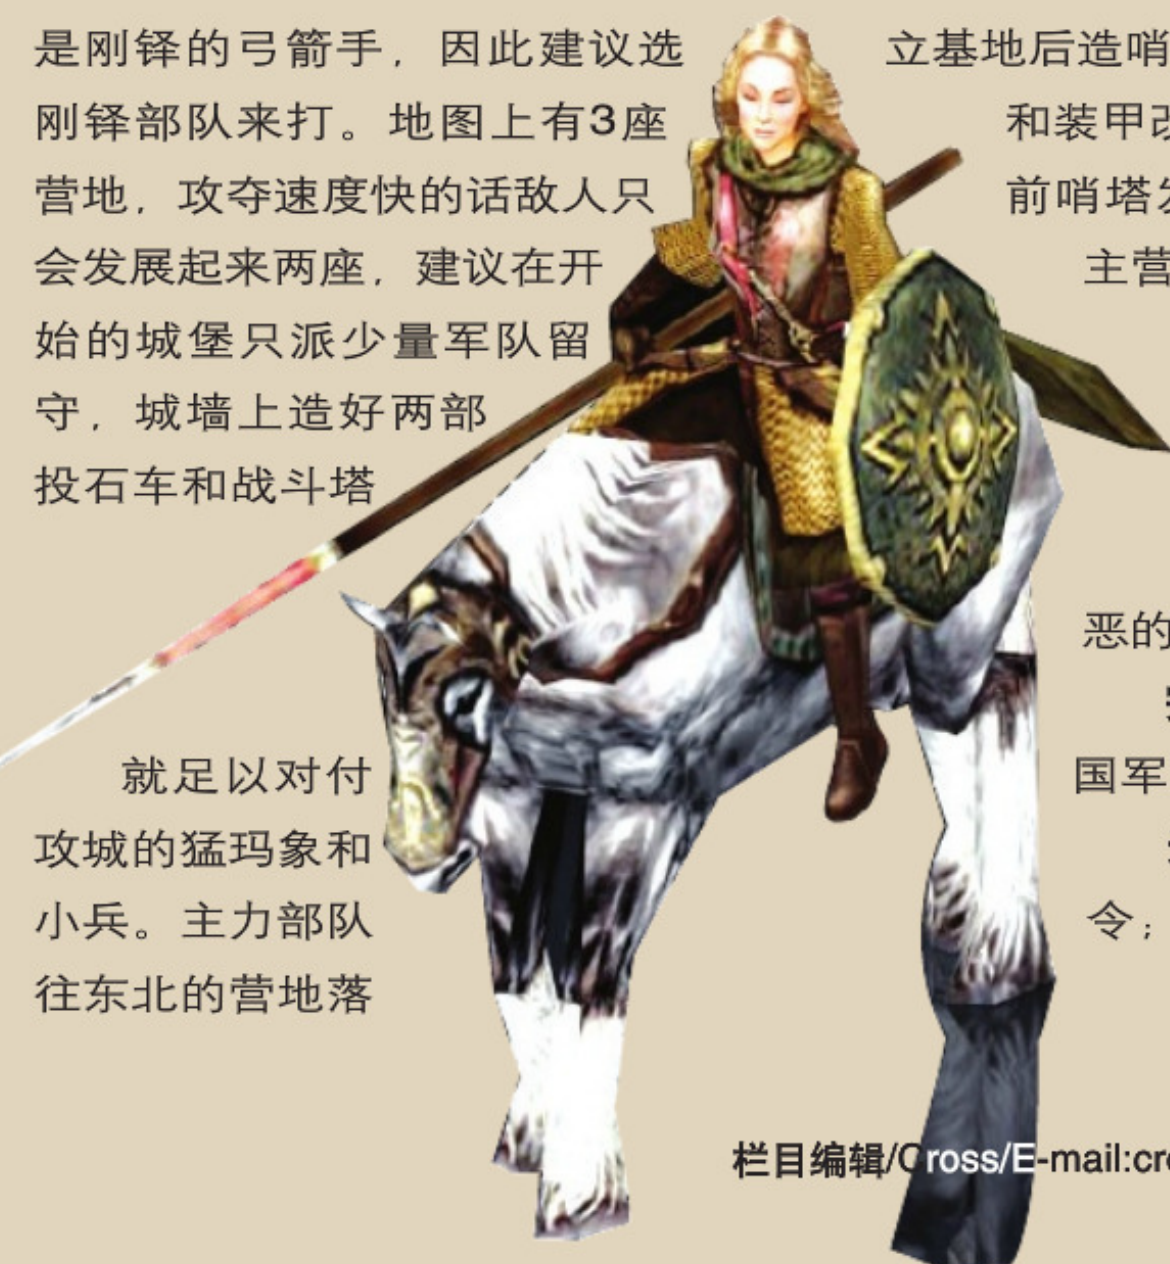 是刚铎的弓箭手，因此建议选
刚铎部队来打。地图上有3座
营地，攻夺速度快的话敌人只
会发展起来两座，建议在开
始的城堡只派少量军队留
守，城墙上造好两部
投石车和战斗塔
就足以对付
攻城的猛玛象和
小兵。主力部队
往东北的营地落
立基地后造哨
和装甲
前哨塔
主营
恶的
国军
令；
栏目编辑/Cross/E-mail:cr